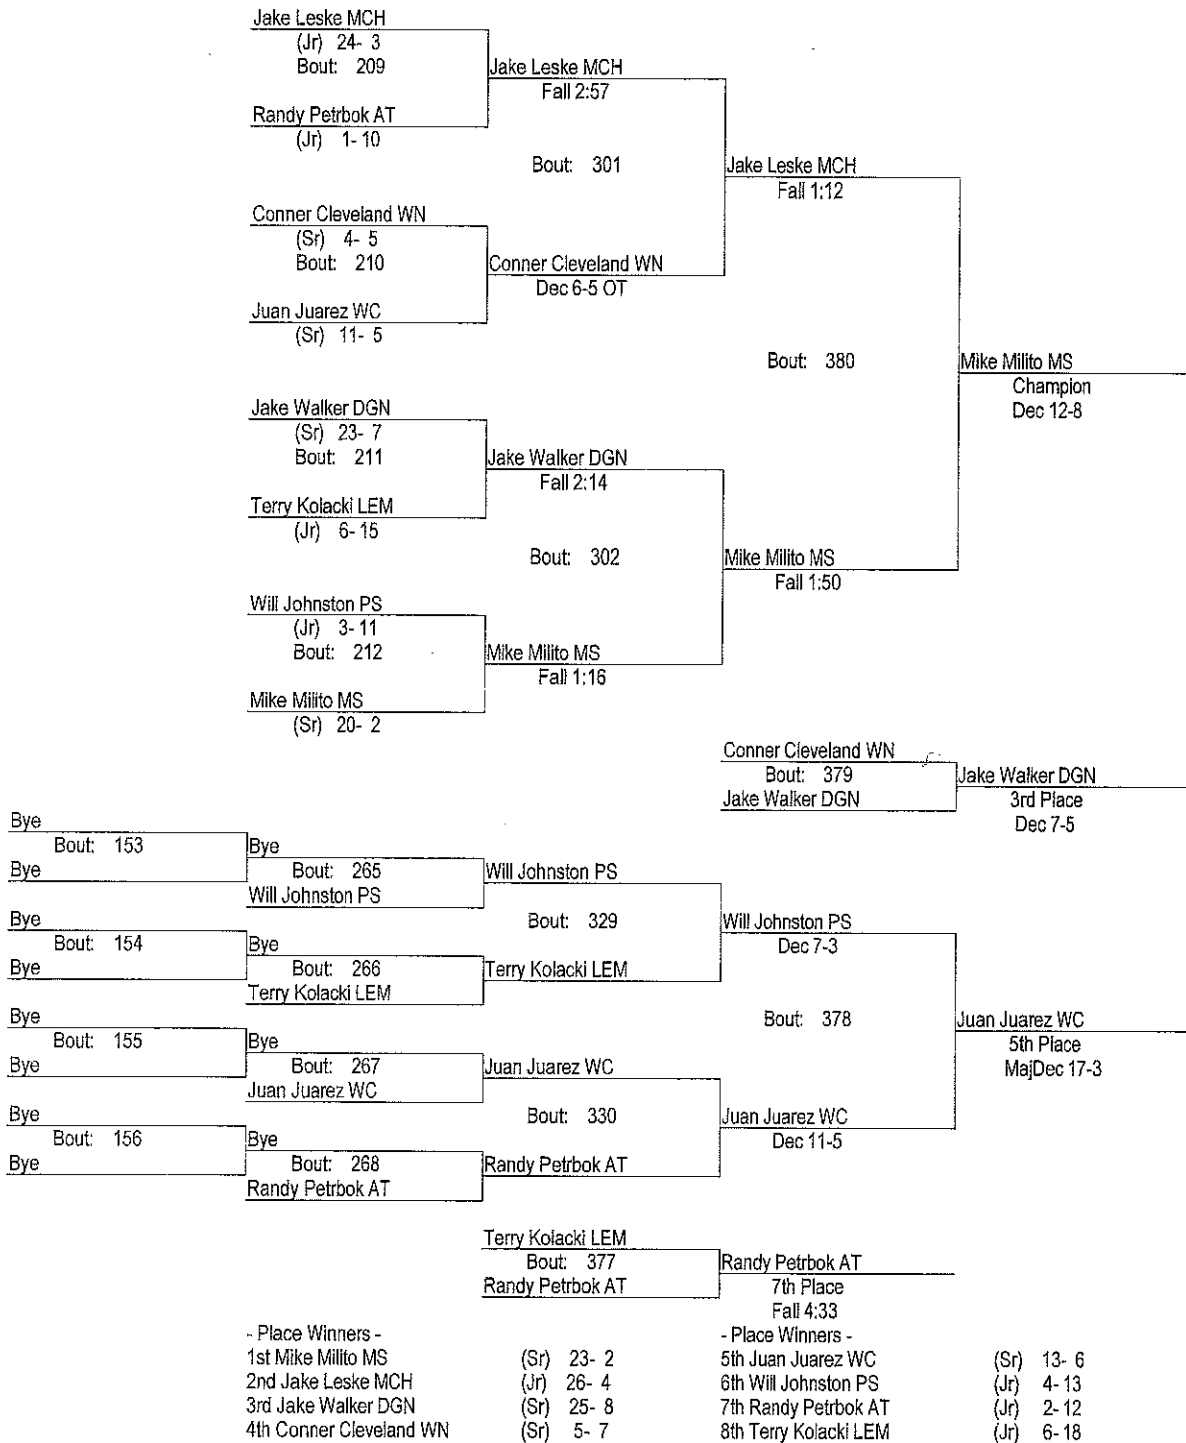 Jake Leske MCH
(Jr) 24- 3
Bout: 209
Jake Leske MCH
Fall 2:57
Randy Petrbok AT
(Jr) 1- 10
Bout: 301
Jake Leske MCH
Fall 1:12
Conner Cleveland WN
(Sr) 4- 5
Bout: 210
Conner Cleveland WN
Dec 6-5 OT
Juan Juarez WC
(Sr) 11- 5
Bout: 380
Mike Milito MS
Champion
Dec 12-8
Jake Walker DGN
(Sr) 23- 7
Bout: 211
Jake Walker DGN
Fall 2:14
Terry Kolacki LEM
(Jr) 6- 15
Bout: 302
Mike Milito MS
Fall 1:50
Will Johnston PS
(Jr) 3- 11
Bout: 212
Mike Milito MS
Fall 1:16
Mike Milito MS
(Sr) 20- 2
Conner Cleveland WN
Bout: 379
Jake Walker DGN
Jake Walker DGN
3rd Place
Dec 7-5
Bye
Bout: 153
Bye
Bye
Bout: 265
Will Johnston PS
Will Johnston PS
Bye
Bout: 154
Bye
Bout: 329
Will Johnston PS
Dec 7-3
Bye
Bout: 266
Terry Kolacki LEM
Terry Kolacki LEM
Bye
Bout: 155
Bye
Bout: 378
Juan Juarez WC
5th Place
MajDec 17-3
Bye
Bout: 267
Juan Juarez WC
Juan Juarez WC
Bye
Bout: 156
Bye
Bout: 330
Juan Juarez WC
Dec 11-5
Bye
Bout: 268
Randy Petrbok AT
Randy Petrbok AT
Terry Kolacki LEM
Bout: 377
Randy Petrbok AT
Randy Petrbok AT
7th Place
Fall 4:33
- Place Winners -
1st Mike Milito MS (Sr) 23- 2
2nd Jake Leske MCH (Jr) 26- 4
3rd Jake Walker DGN (Sr) 25- 8
4th Conner Cleveland WN (Sr) 5- 7
- Place Winners -
5th Juan Juarez WC (Sr) 13- 6
6th Will Johnston PS (Jr) 4- 13
7th Randy Petrbok AT (Jr) 2- 12
8th Terry Kolacki LEM (Jr) 6- 18